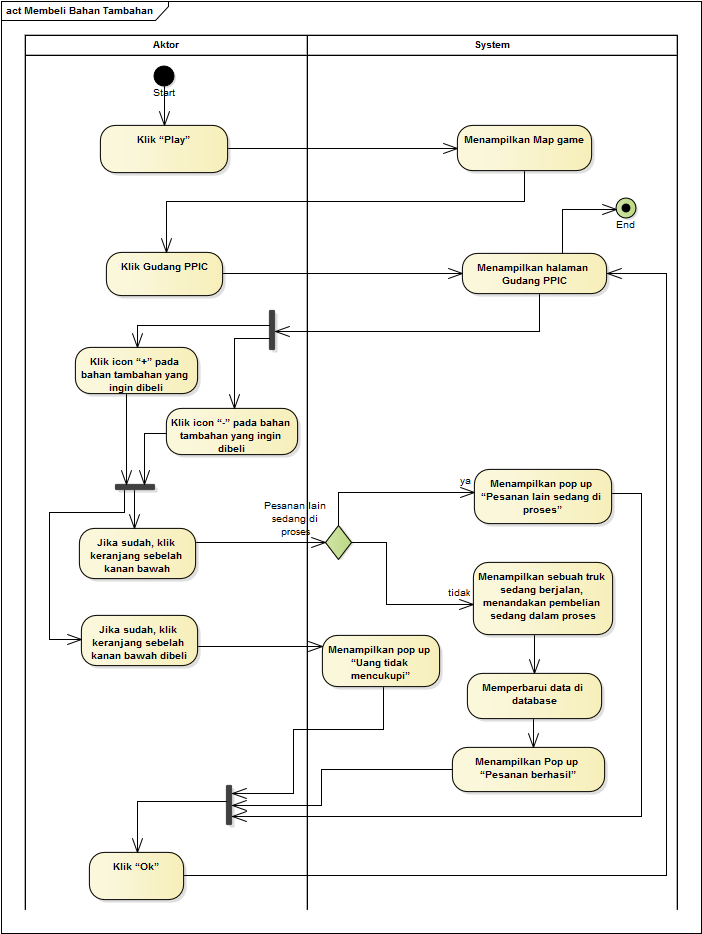 act Membeli Bahan Tambahan
Aktor
System
Start
Klik “Play”
Menampilkan Map game
End
Klik Gudang PPIC
Menampilkan halaman
Gudang PPIC
Klik icon “+” pada
bahan tambahan yang
ingin dibeli
Klik icon “-” pada bahan
tambahan yang ingin
dibeli
ya
Menampilkan pop up
“Pesanan lain sedang di
proses”
Pesanan lain
sedang di
proses
Jika sudah, klik
keranjang sebelah
kanan bawah
tidak
Menampilkan sebuah truk
sedang berjalan,
menandakan pembelian
sedang dalam proses
Jika sudah, klik
keranjang sebelah
kanan bawah dibeli
Menampilkan pop up
“Uang tidak
mencukupi”
Memperbarui data di
database
Menampilkan Pop up
“Pesanan berhasil”
Klik “Ok”